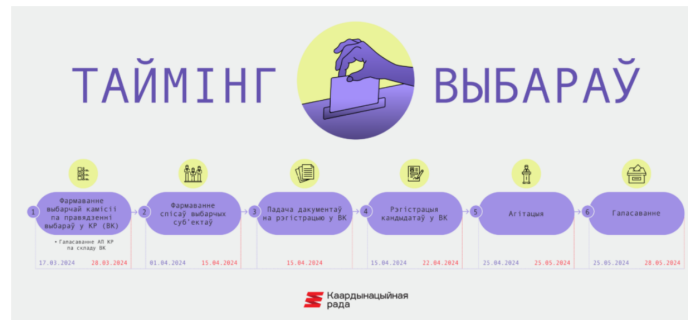 ТАЙМІНГ ВЫБАРАЎ
1
Фармаванне
выбарчай камісіі
па правядзенні
выбараў у КР (ВК)
• Галасаванне АП КР
па складу ВК
17.03.2024 28.03.2024
2
Фармаванне
спісаў выбарчых
суб'ектаў
01.04.2024 15.04.2024
3
Падача дакументаў
на рэгістрацыю у ВК
15.04.2024
4
Рэгістрацыя
кандыдатаў у ВК
15.04.2024 22.04.2024
5
Агітацыя
23.04.2024 25.05.2024
6
Галасаванне
25.05.2024 28.05.2024
Каардынацыйная
рада